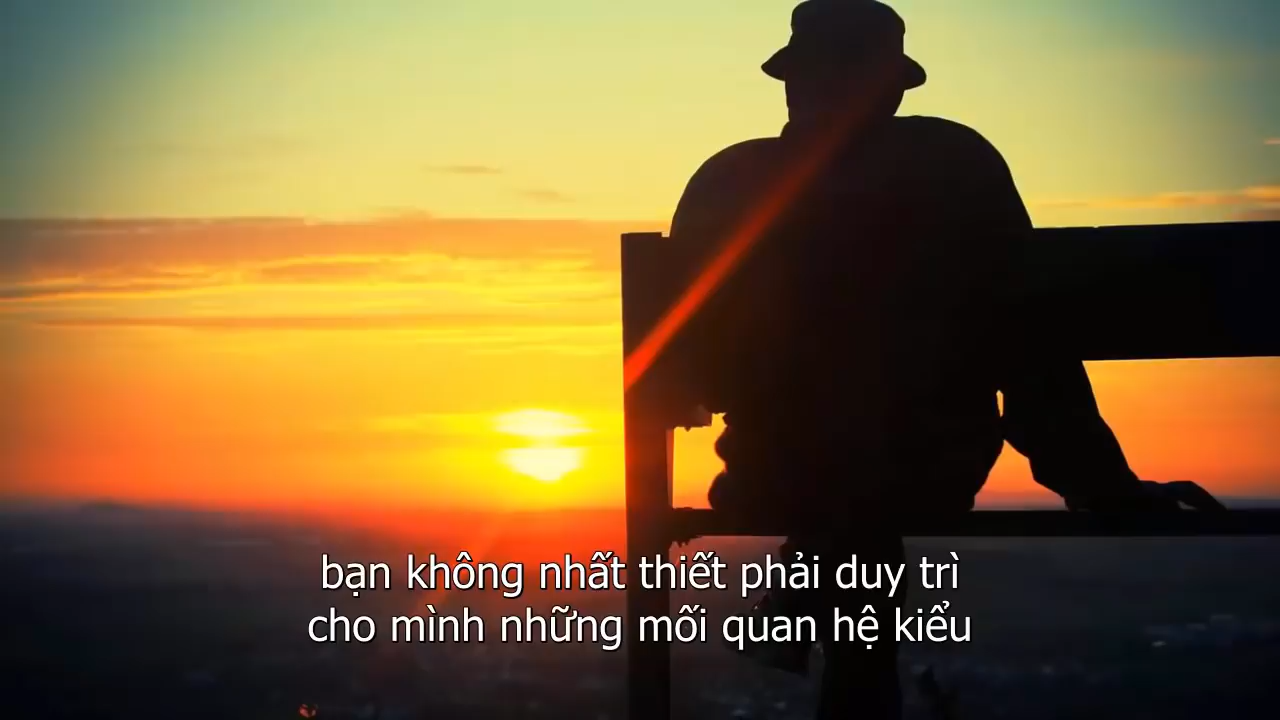 bạn không nhất thiết phải duy trì
cho mình những mối quan hệ kiểu